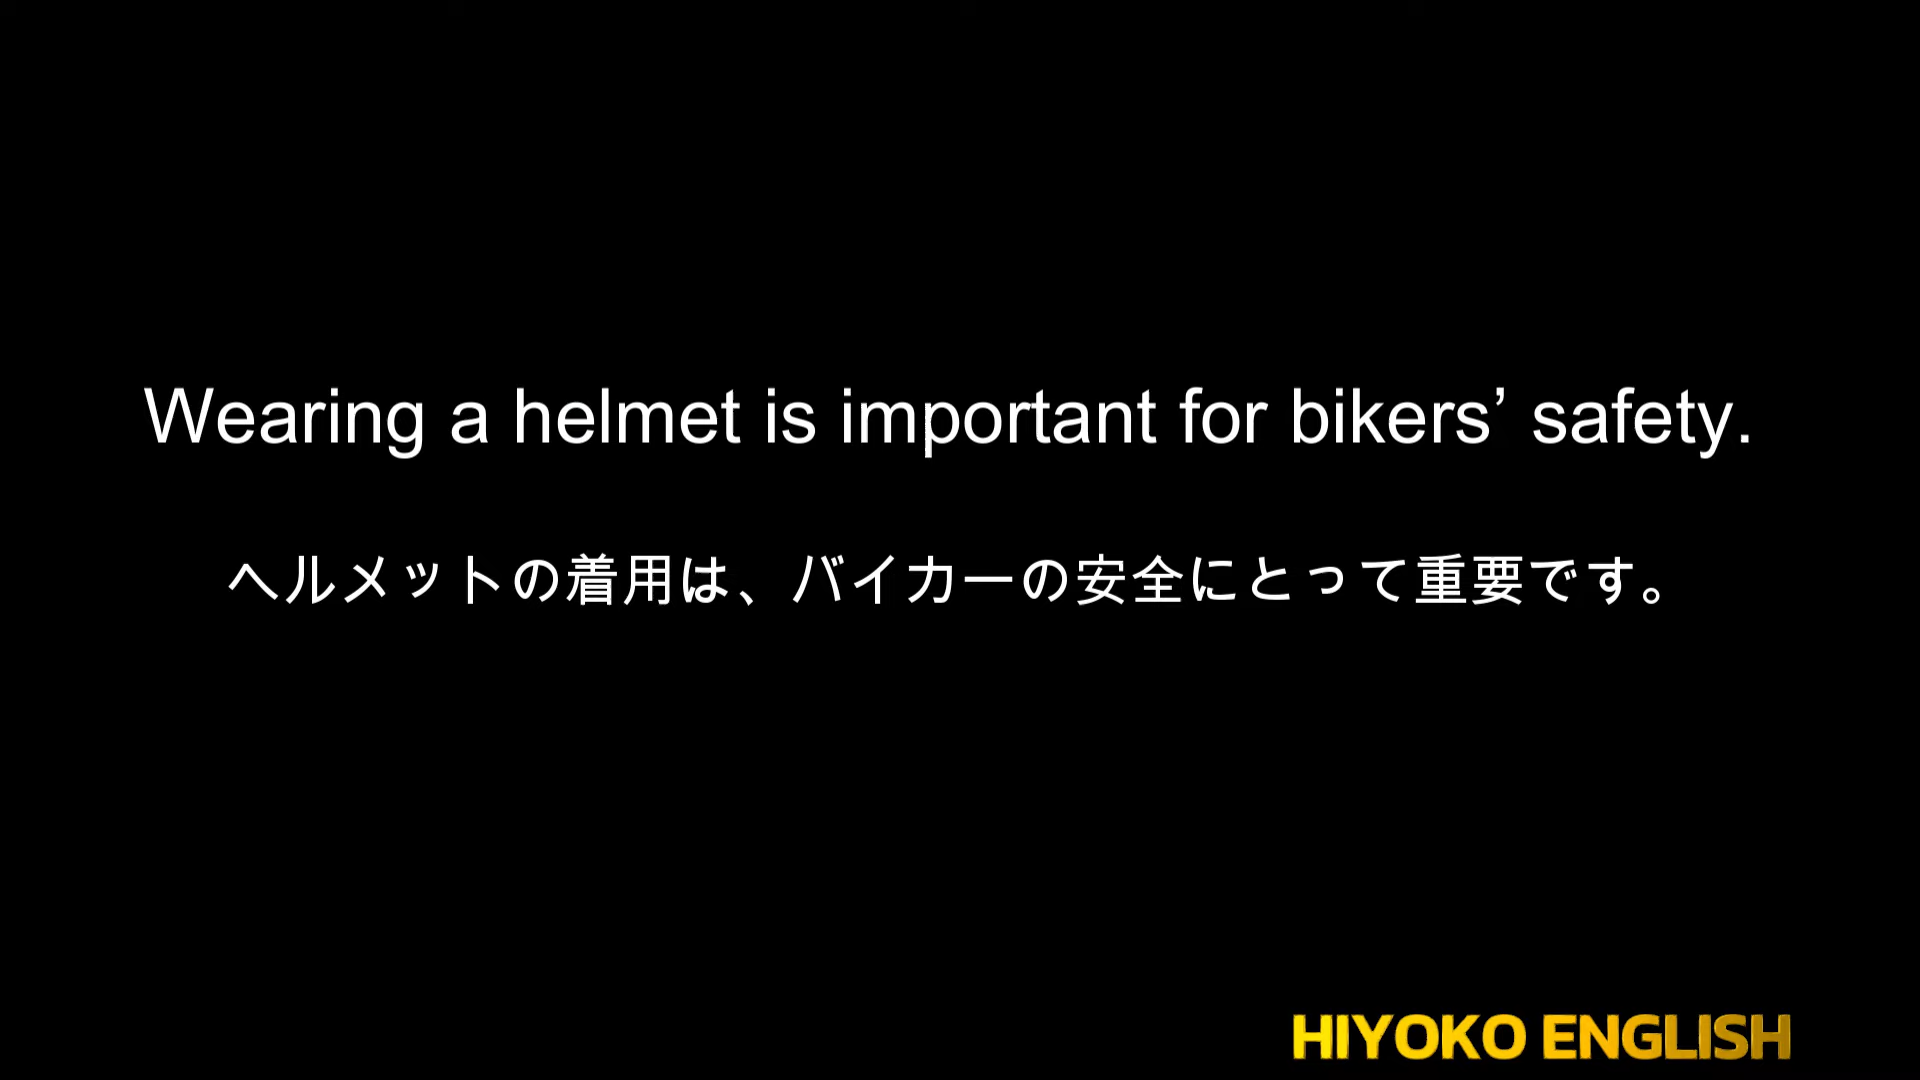 Wearing a helmet is important for bikers’ safety.
ヘルメットの着用は、バイカーの安全にとって重要です。
HIYOKO ENGLISH